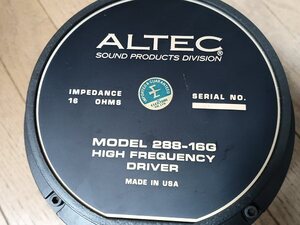 ALTEC®
SOUND PRODUCTS DIVISION
IMPEDANCE
16 OHMS
SERIAL NO.
MODEL 288-16G
HIGH FREQUENCY
DRIVER
MADE IN USA